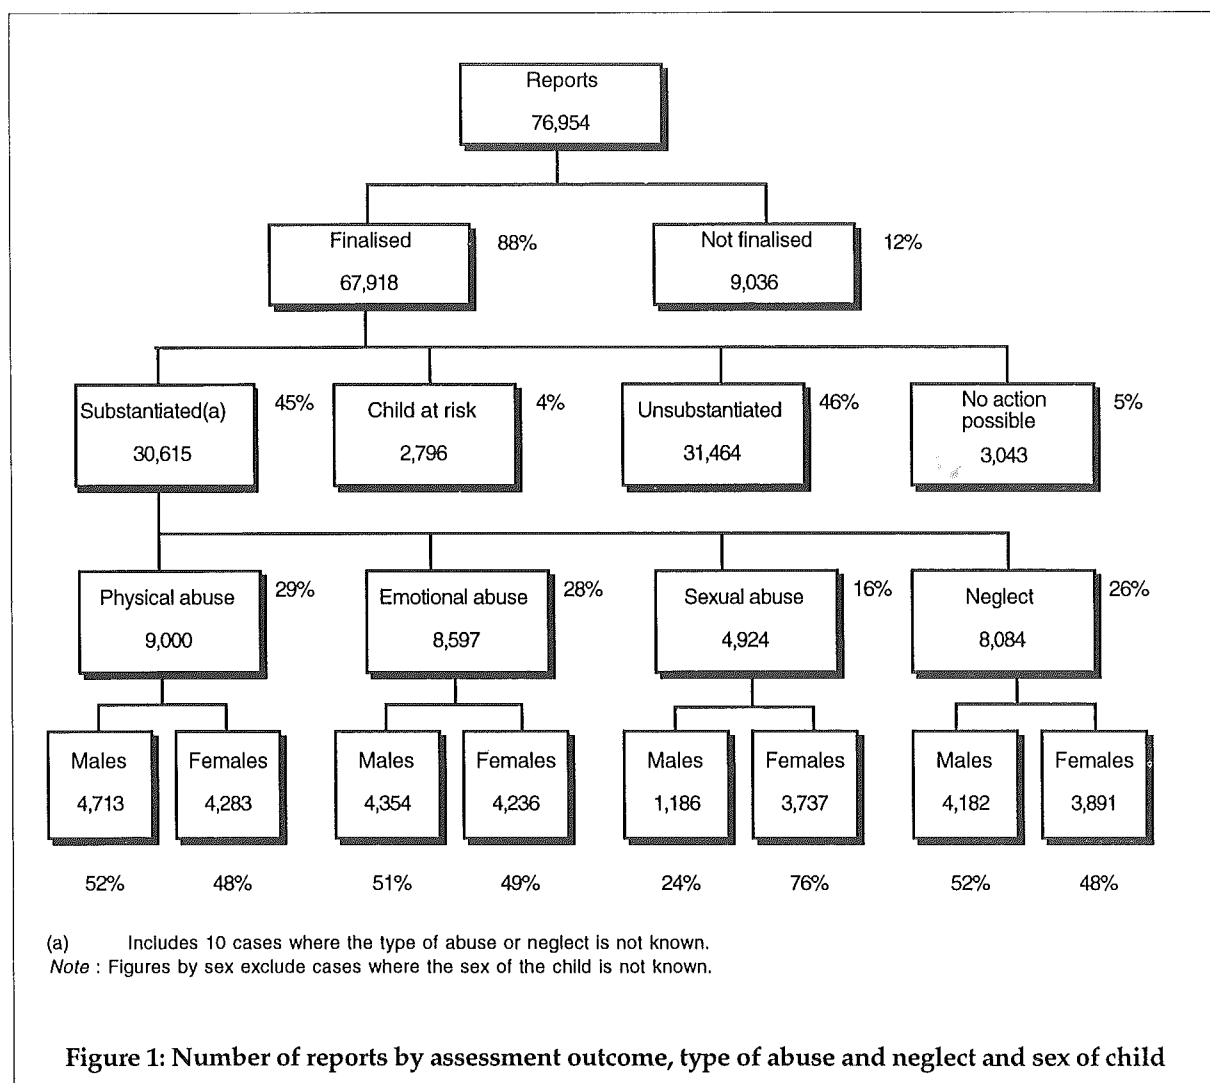 Reports
76,954
Finalised
67,918
88%
Not finalised
9,036
12%
Substantiated(a)
30,615
45%
Child at risk
2,796
4%
Unsubstantiated
31,464
46%
No action
possible
3,043
5%
Physical abuse
9,000
29%
Emotional abuse
8,597
28%
Sexual abuse
4,924
16%
Neglect
8,084
26%
Males
4,713
52%
Females
4,283
48%
Males
4,354
51%
Females
4,236
49%
Males
1,186
24%
Females
3,737
76%
Males
4,182
52%
Females
3,891
48%
(a) Includes 10 cases where the type of abuse or neglect is not known.
Note : Figures by sex exclude cases where the sex of the child is not known.
Figure 1: Number of reports by assessment outcome, type of abuse and neglect and sex of child